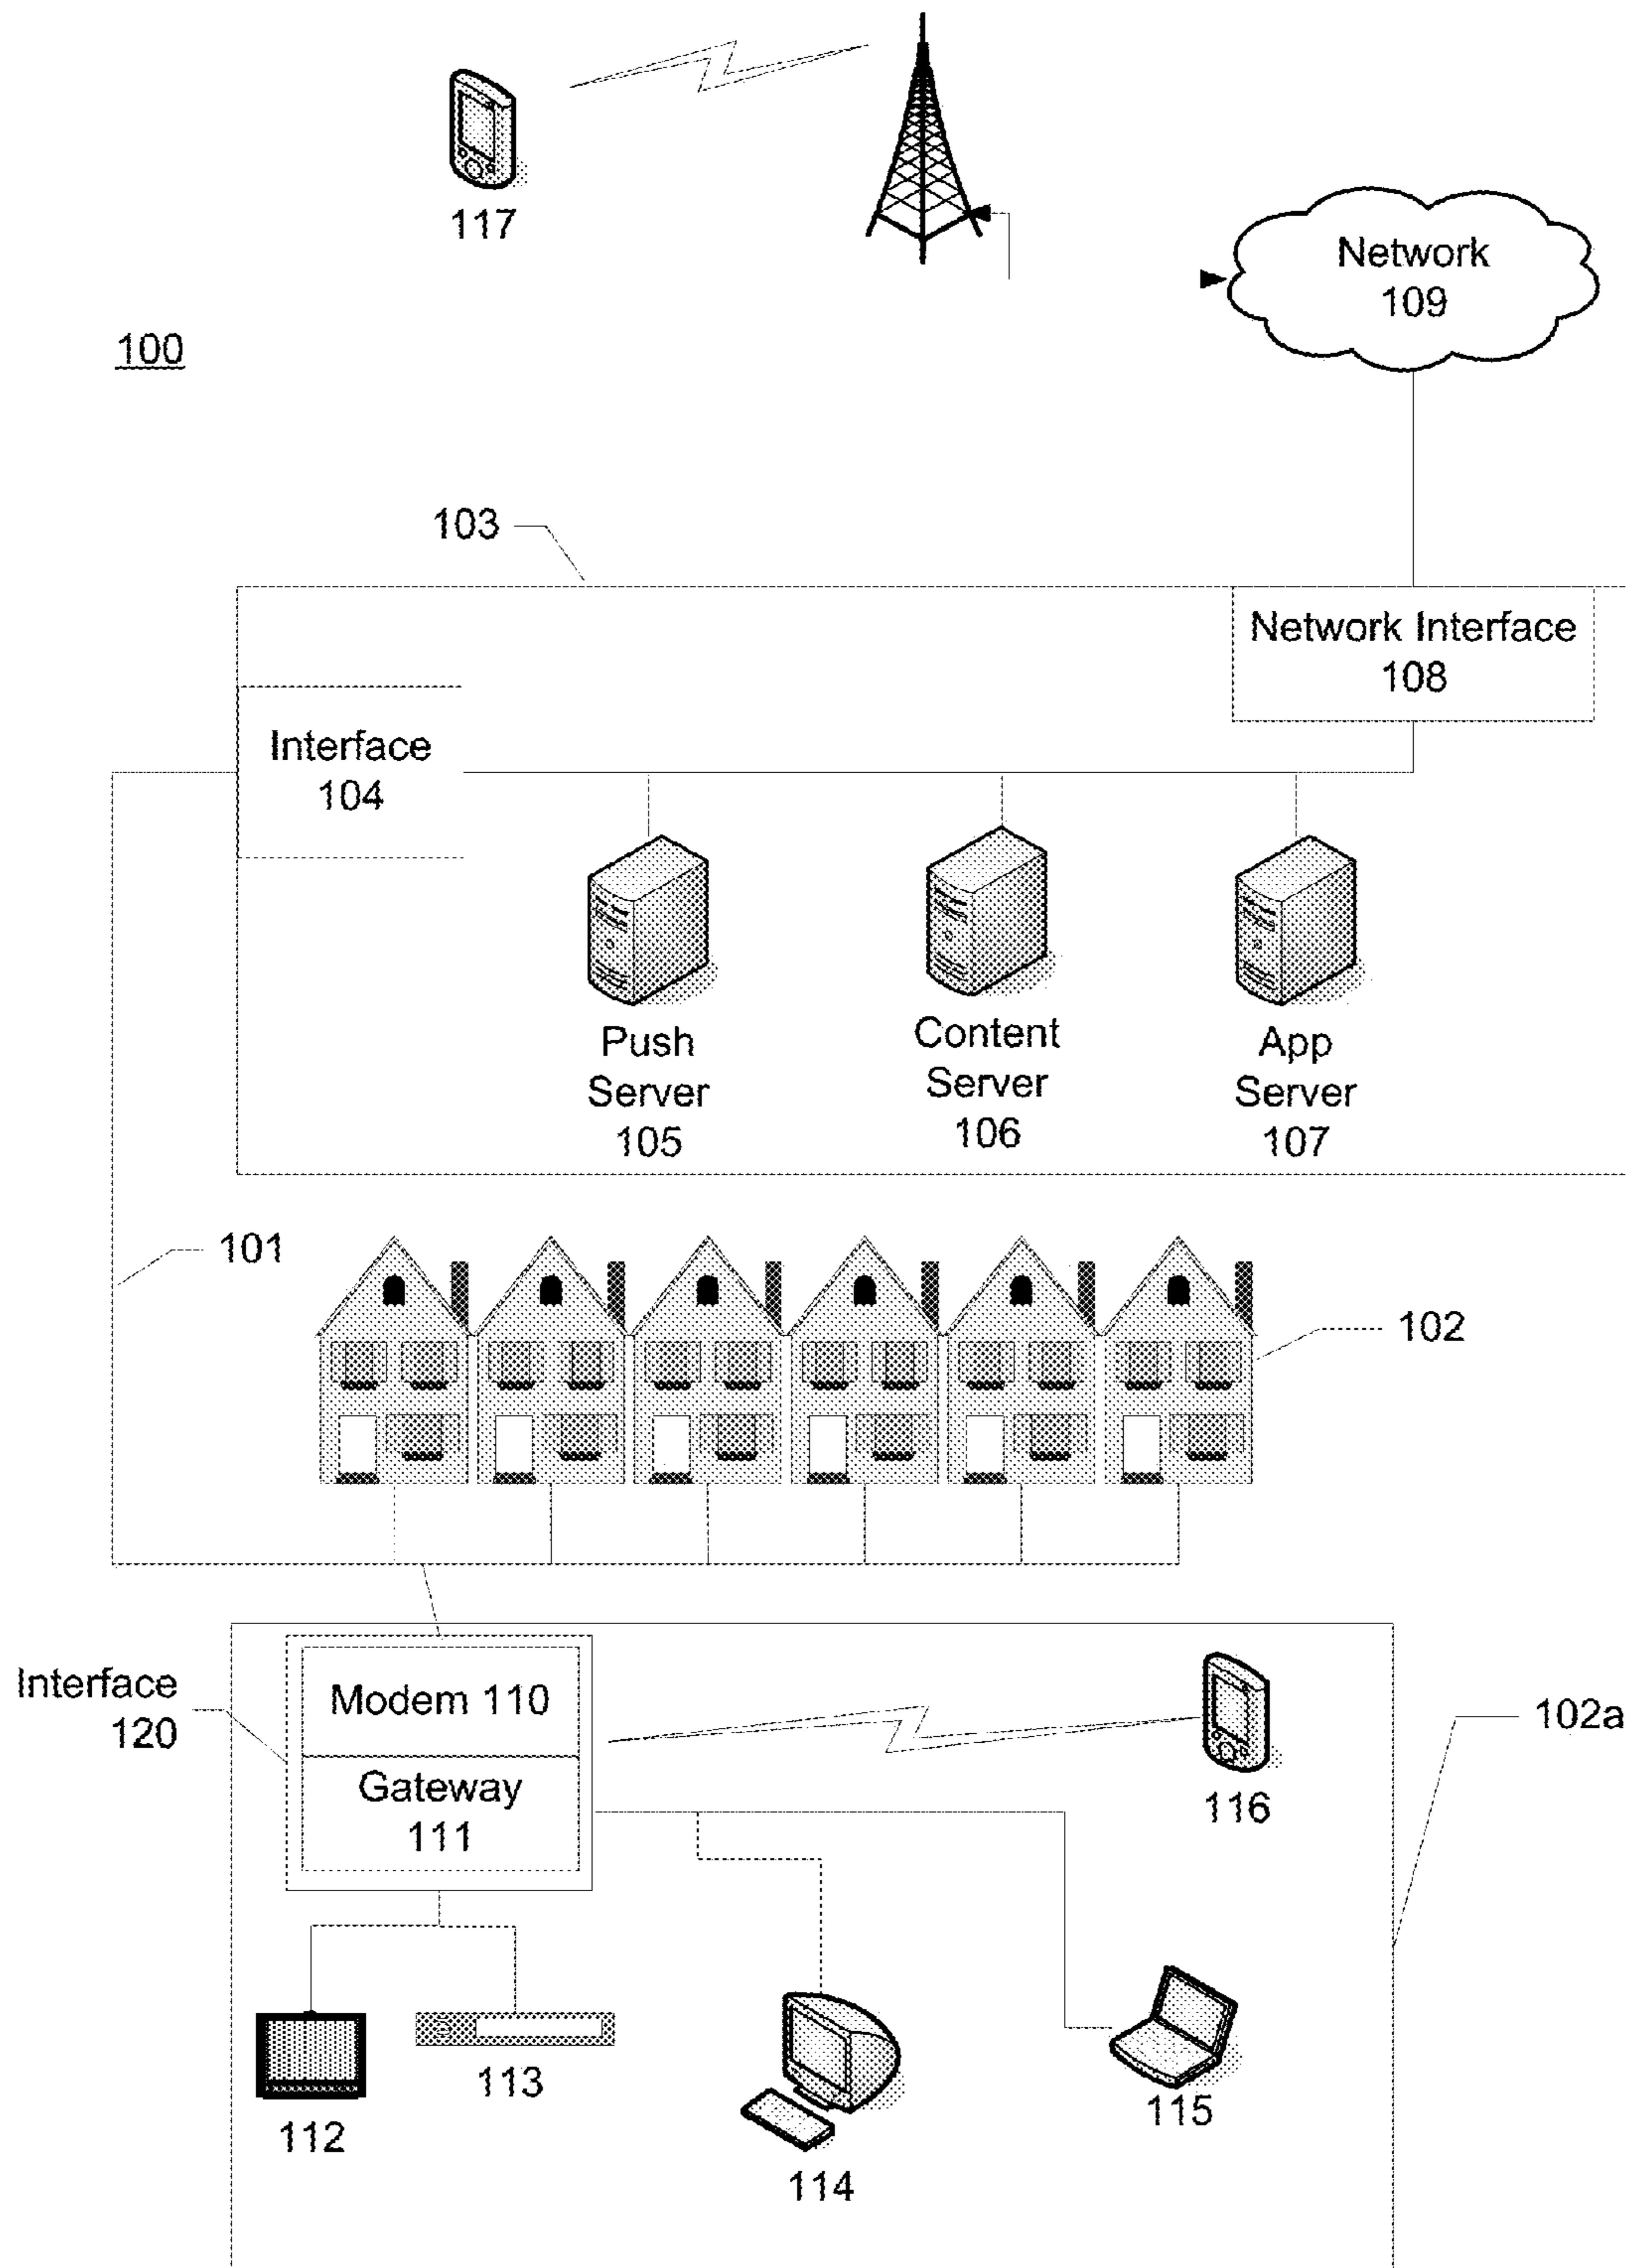 117
Network
109
100
103
Network Interface
108
Interface
104
Push
Server
105
Content
Server
106
App
Server
107
101
102
Interface
120
Modem 110
Gateway
111
116
102a
112
113
114
115